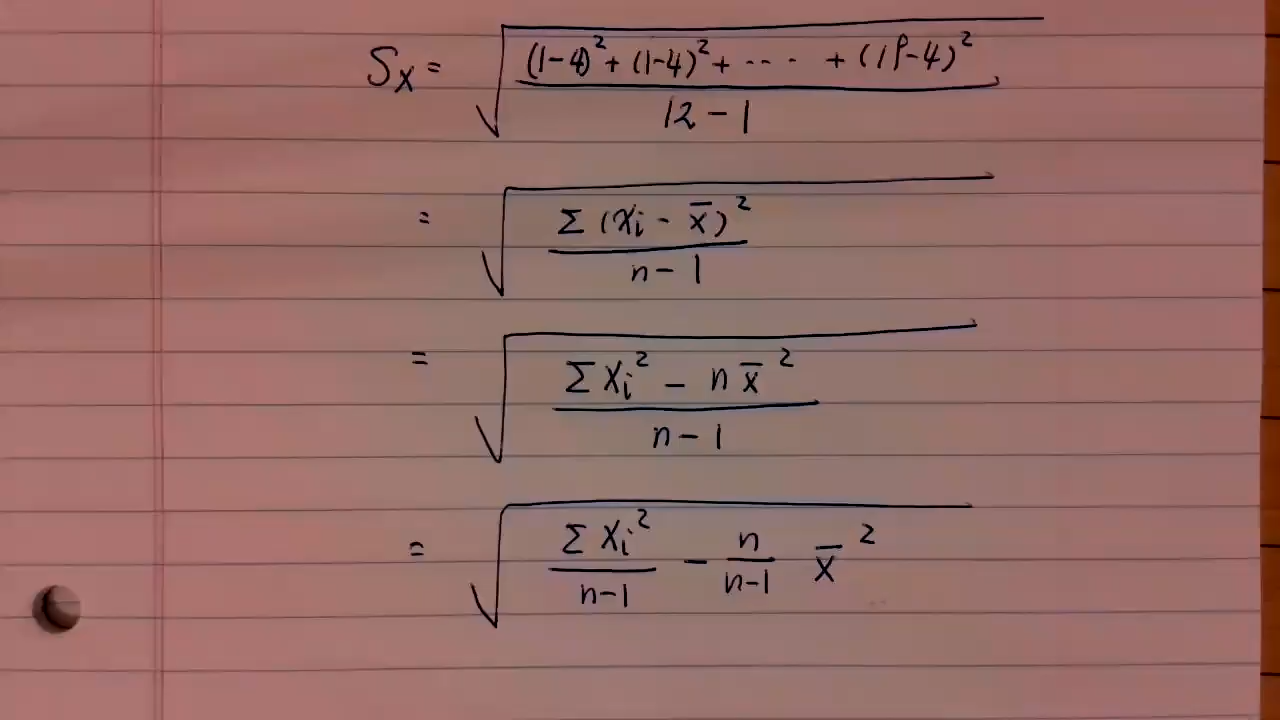 Sx = √((1-4)² + (1-4)² + ···· + (1-4)²)/(12-1)
= √(Σ(xi - x̄)²)/(n-1)
= √(Σxi² - n x̄²)/(n-1)
= √(Σxi²/(n-1) - n/(n-1) x̄²)